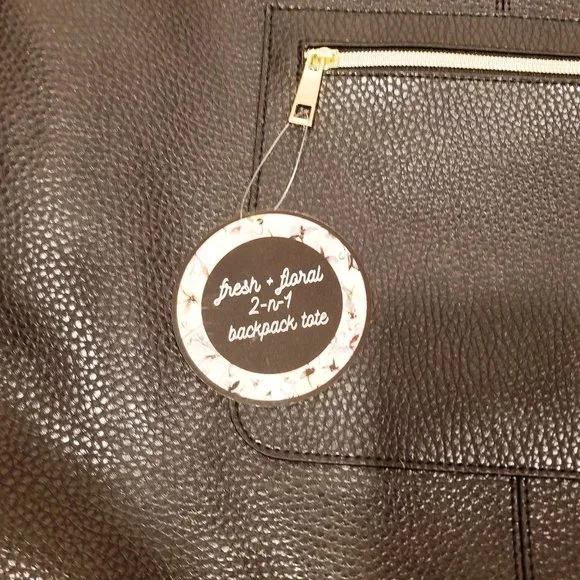 fresh + floral
2-n-1
backpack tote